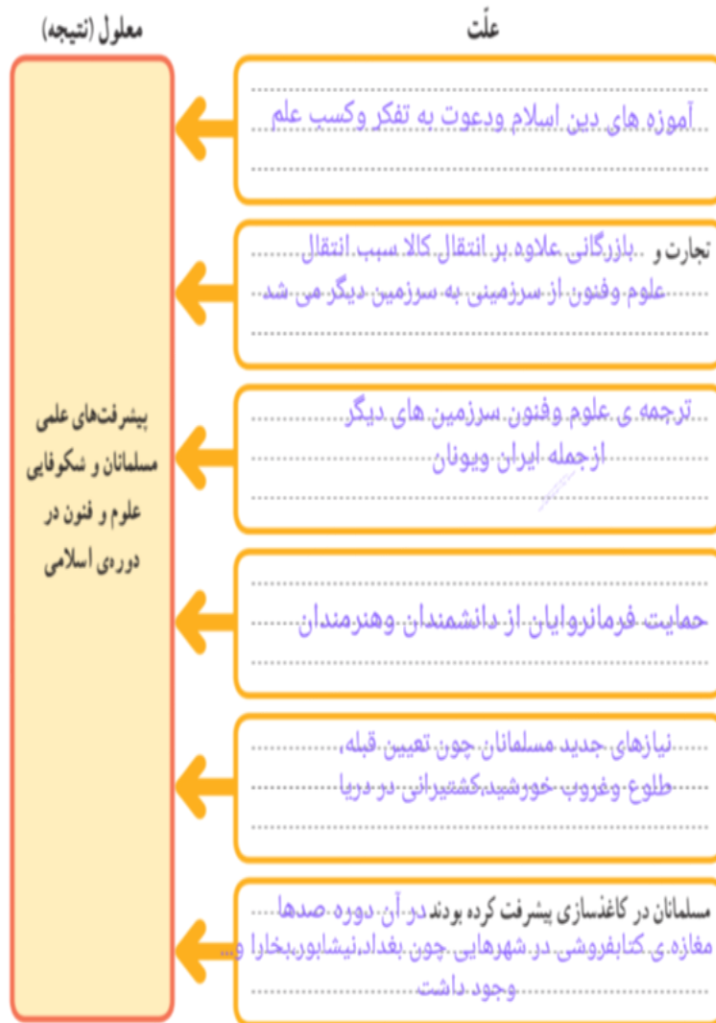 علّت
معلول (نتیجه)
آموزه های دین اسلام ودعوت به تفکر وکسب علم
تجارت و بازرگانی علاوه بر انتقال کالا سبب انتقال
علوم وفنون از سرزمینی به سرزمین دیگر می شد
ترجمه ی علوم وفنون سرزمین های دیگر
ازجمله ایران ویونان
حمایت فرمانروایان از دانشمندان وهنرمندان
نیازهای جدید مسلمانان چون تعیین قبله،
طلوع وغروب خورشید،کشتیرانی در دریا
مسلمانان در کاغذسازی پیشرفت کرده بودند در آن دوره صدها
مغازه ی کتابفروشی در شهرهایی چون بغداد،نیشابور،بخارا و...
وجود داشت
پیشرفت‌های علمی
مسلمانان و شکوفایی
علوم و فنون در
دوره‌ی اسلامی